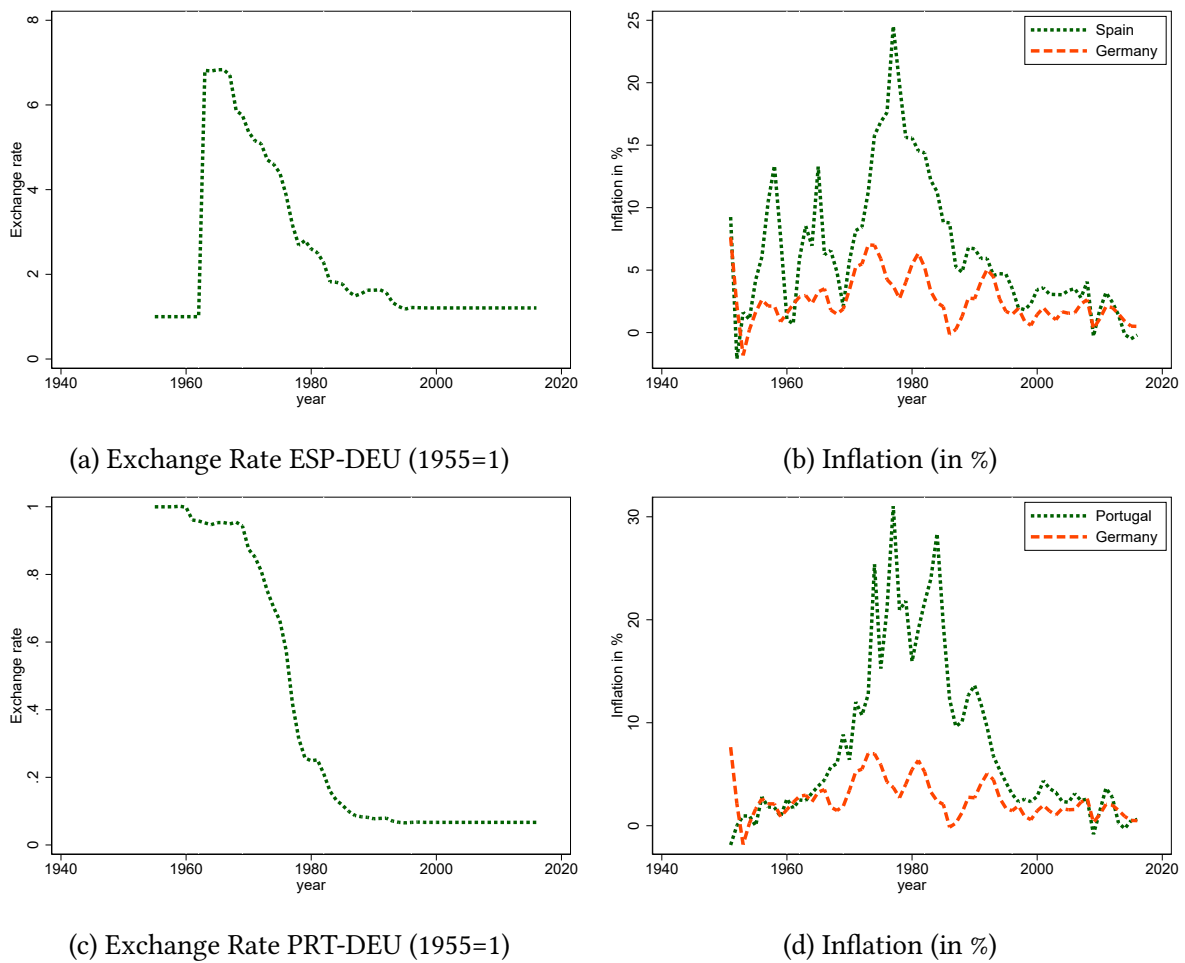 8
6
4
2
0
Exchange rate
1940 1960 1980 2000 2020
year
(a) Exchange Rate ESP-DEU (1955=1)
25
20
15
10
5
0
Inflation in %
Spain
Germany
1940 1960 1980 2000 2020
year
(b) Inflation (in %)
1
.8
.6
.4
.2
0
Exchange rate
1940 1960 1980 2000 2020
year
(c) Exchange Rate PRT-DEU (1955=1)
30
20
10
0
Inflation in %
Portugal
Germany
1940 1960 1980 2000 2020
year
(d) Inflation (in %)